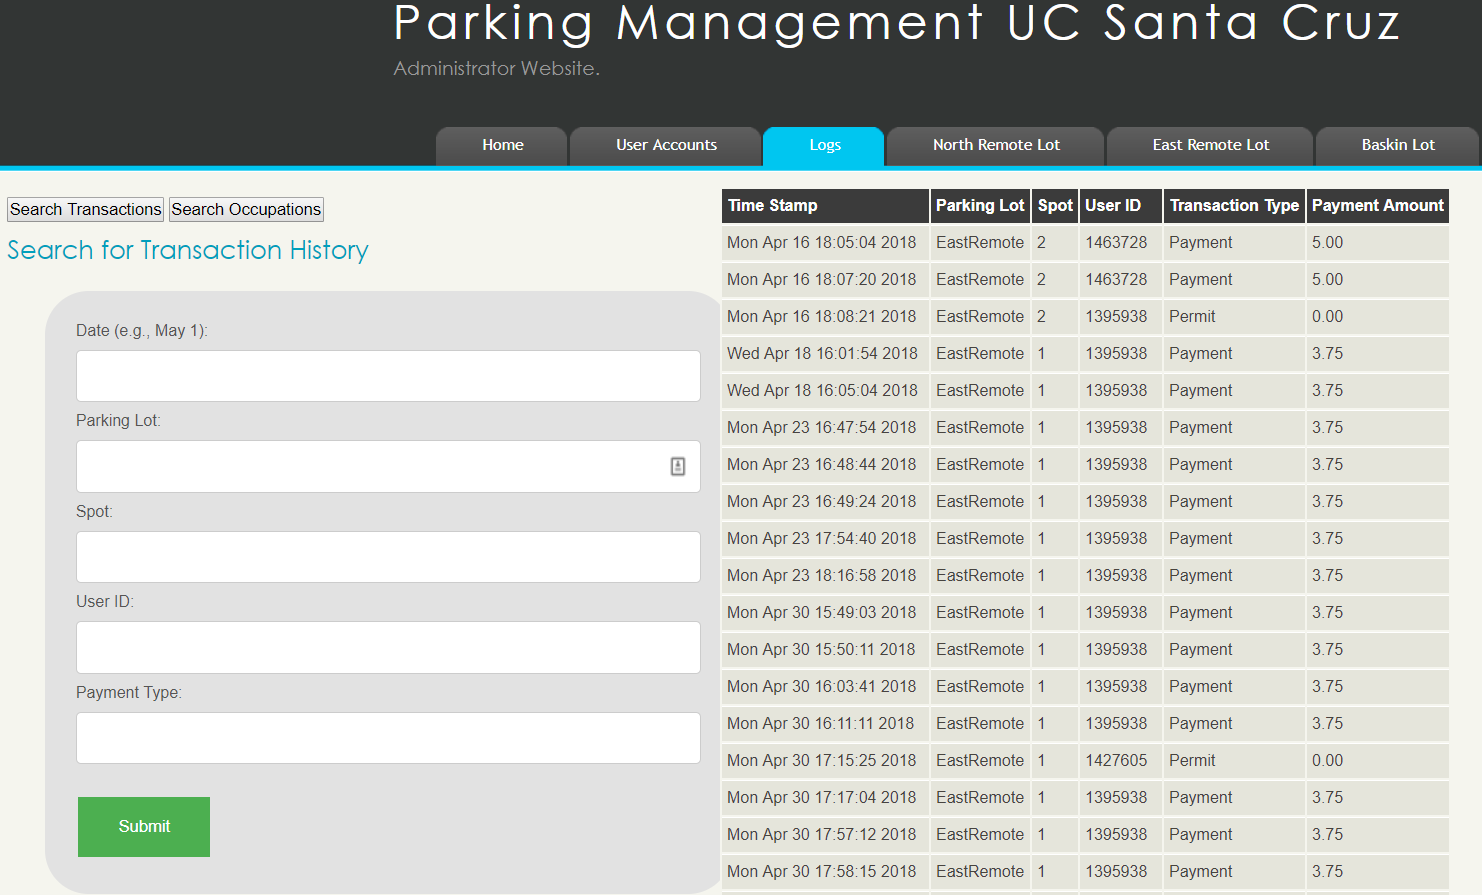 Parking Management UC Santa Cruz
Administrator Website.
Home User Accounts Logs North Remote Lot East Remote Lot Baskin Lot
Search Transactions Search Occupations
Search for Transaction History
Date (e.g., May 1):
Parking Lot:
Spot:
User ID:
Payment Type:
Submit
Time Stamp Parking Lot Spot User ID Transaction Type Payment Amount
Mon Apr 16 18:05:04 2018 EastRemote 2 1463728 Payment 5.00
Mon Apr 16 18:07:20 2018 EastRemote 2 1463728 Payment 5.00
Mon Apr 16 18:08:21 2018 EastRemote 2 1395938 Permit 0.00
Wed Apr 18 16:01:54 2018 EastRemote 1 1395938 Payment 3.75
Wed Apr 18 16:05:04 2018 EastRemote 1 1395938 Payment 3.75
Mon Apr 23 16:47:54 2018 EastRemote 1 1395938 Payment 3.75
Mon Apr 23 16:48:44 2018 EastRemote 1 1395938 Payment 3.75
Mon Apr 23 16:49:24 2018 EastRemote 1 1395938 Payment 3.75
Mon Apr 23 17:54:40 2018 EastRemote 1 1395938 Payment 3.75
Mon Apr 23 18:16:58 2018 EastRemote 1 1395938 Payment 3.75
Mon Apr 30 15:49:03 2018 EastRemote 1 1395938 Payment 3.75
Mon Apr 30 15:50:11 2018 EastRemote 1 1395938 Payment 3.75
Mon Apr 30 16:03:41 2018 EastRemote 1 1395938 Payment 3.75
Mon Apr 30 16:11:11 2018 EastRemote 1 1395938 Payment 3.75
Mon Apr 30 17:15:25 2018 EastRemote 1 1427605 Permit 0.00
Mon Apr 30 17:17:04 2018 EastRemote 1 1395938 Payment 3.75
Mon Apr 30 17:57:12 2018 EastRemote 1 1395938 Payment 3.75
Mon Apr 30 17:58:15 2018 EastRemote 1 1395938 Payment 3.75